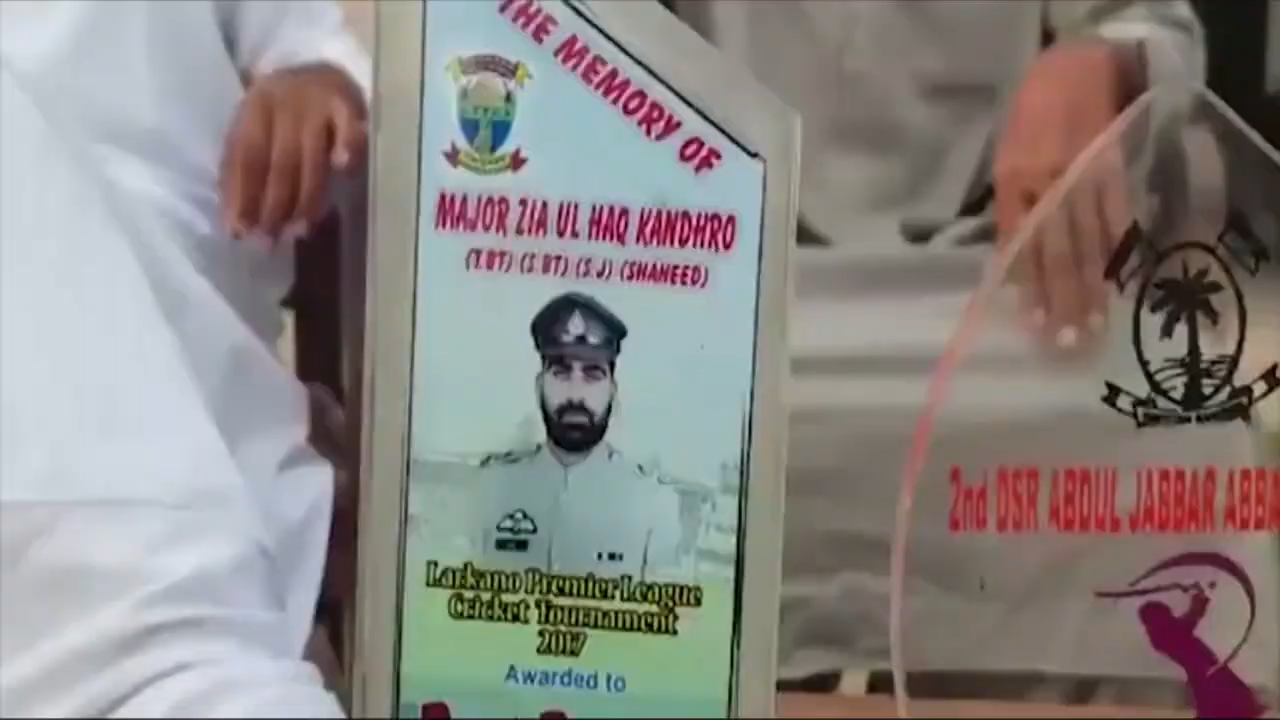 THE MEMORY OF
MAJOR ZIA UL HAQ KANDHRO
(T.BT) (S.BT) (S.J) (SHAHEED)
Larkano Premier League
Cricket Tournament
2017
Awarded to
2nd DSR ABDUL JABBAR ABBA